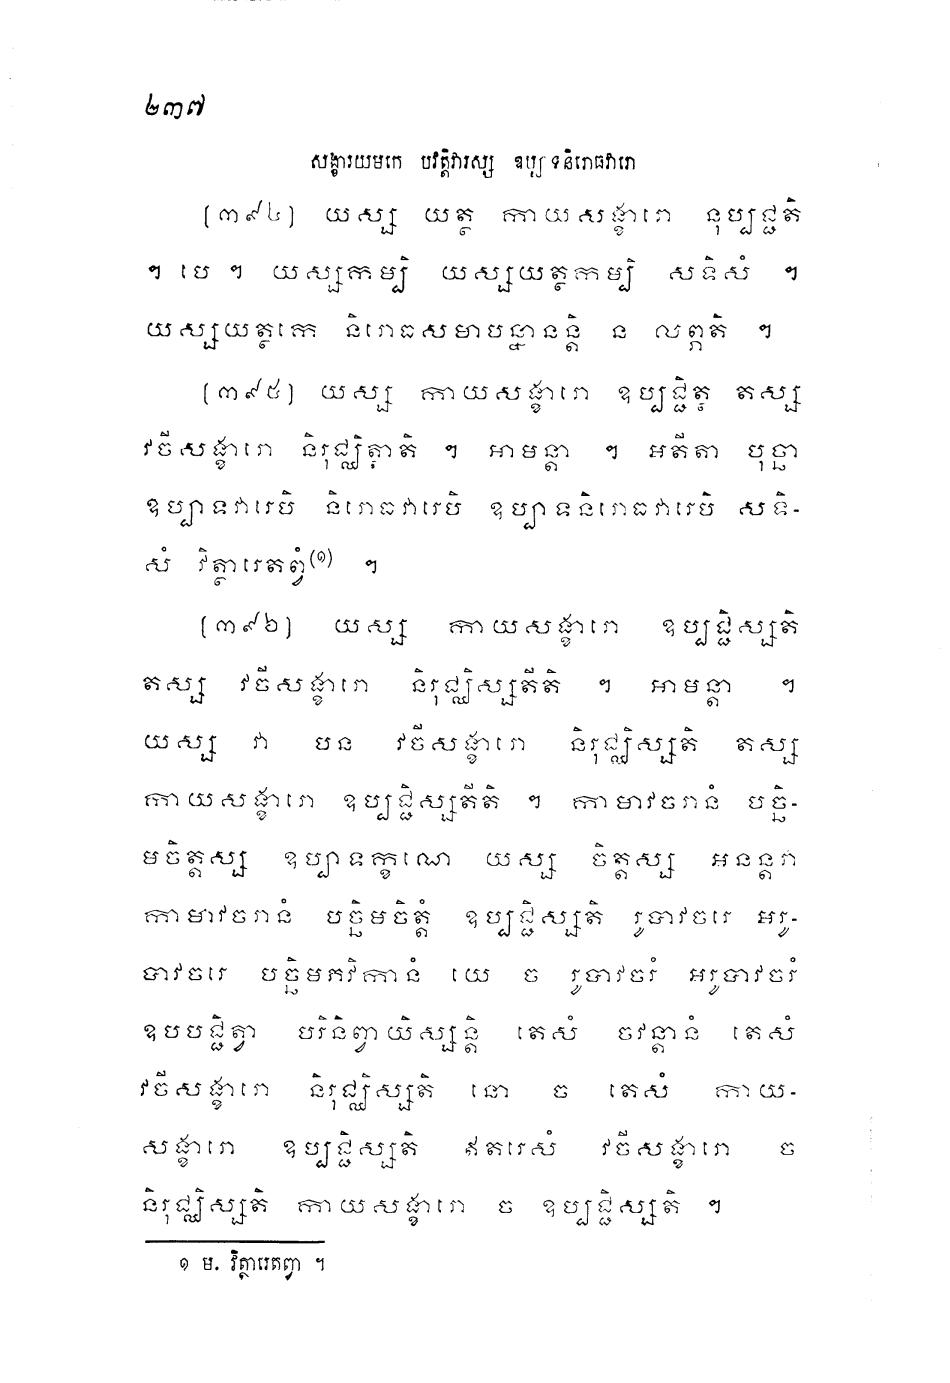 ២៣៧
សង្ខារយមកេ បវត្តិវារស្ស ឧប្បាទនិរោធវារោ
[៣៩៤] យស្ស យត្ថ កាយសង្ខារោ នុប្បជ្ជតិ
។ បេ ។ យស្សកម្បិ យស្សយត្ថកម្បិ សទិសំ ។
យស្សយត្ថកេ និរោធសមាបន្នានន្តិ ន លព្ភតិ ។
[៣៩៥] យស្ស កាយសង្ខារោ ឧប្បជ្ជិត្ថ តស្ស
វចីសង្ខារោ និរុជ្ឈិត្ថាតិ ។ អាមន្តា ។ អតីតា បុច្ឆា
ឧប្បាទវារេបិ និរោធវារេបិ ឧប្បាទនិរោធវារេបិ សទិ-
សំ វិត្ថារេតព្វំ(១) ។
[៣៩៦] យស្ស កាយសង្ខារោ ឧប្បជ្ជិស្សតិ
តស្ស វចីសង្ខារោ និរុជ្ឈិស្សតីតិ ។ អាមន្តា ។
យស្ស វា បន វចីសង្ខារោ និរុជ្ឈិស្សតិ តស្ស
កាយសង្ខារោ ឧប្បជ្ជិស្សតីតិ ។ កាមាវចរានំ បច្ឆិ-
មចិត្តស្ស ឧប្បាទក្ខណេ យស្ស ចិត្តស្ស អនន្តរា
កាមាវចរានំ បច្ឆិមចិត្តំ ឧប្បជ្ជិស្សតិ រូបាវចរេ អរូ-
បាវចរេ បច្ឆិមភវិកានំ យេ ច រូបាវចរំ អរូបាវចរំ
ឧបបជ្ជិត្វា បរិនិព្វាយិស្សន្តិ តេសំ ចវន្តានំ តេសំ
វចីសង្ខារោ និរុជ្ឈិស្សតិ នោ ច តេសំ កាយ-
សង្ខារោ ឧប្បជ្ជិស្សតិ ឥតរេសំ វចីសង្ខារោ ច
និរុជ្ឈិស្សតិ កាយសង្ខារោ ច ឧប្បជ្ជិស្សតិ ។
១ ម. វិត្ថារេតព្វា ។